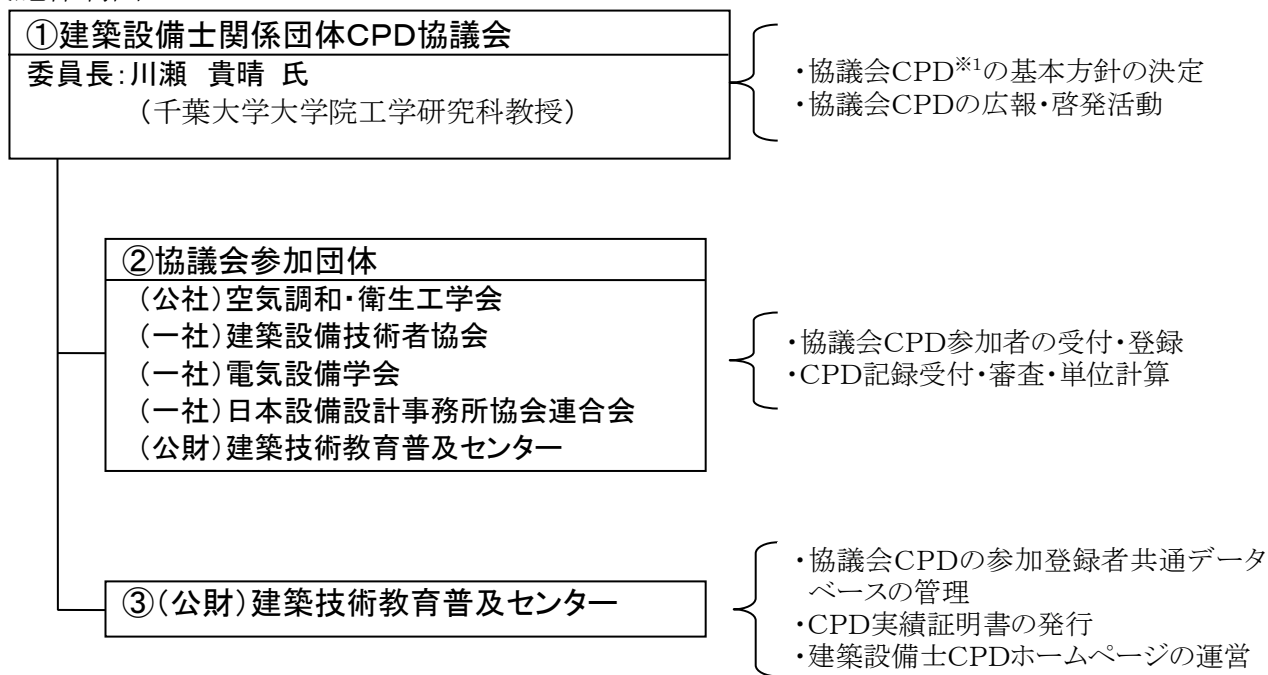 ①建築設備士関係団体CPD協議会
委員長:川瀬 貴晴 氏
(千葉大学大学院工学研究科教授)
・協議会CPD※1の基本方針の決定
・協議会CPDの広報・啓発活動
②協議会参加団体
(公社)空気調和・衛生工学会
(一社)建築設備技術者協会
(一社)電気設備学会
(一社)日本設備設計事務所協会連合会
(公財)建築技術教育普及センター
・協議会CPD参加者の受付・登録
・CPD記録受付・審査・単位計算
③(公財)建築技術教育普及センター
・協議会CPDの参加登録者共通データ
ベースの管理
・CPD実績証明書の発行
・建築設備士CPDホームページの運営